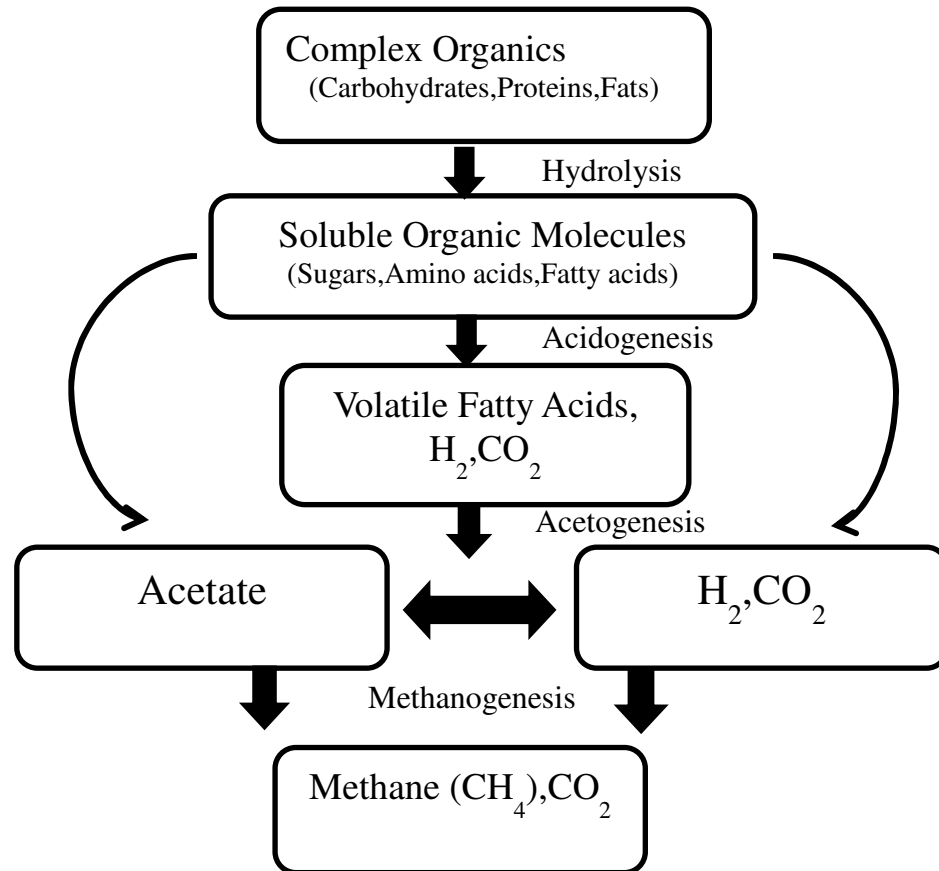 Complex Organics
(Carbohydrates,Proteins,Fats)
Hydrolysis
Soluble Organic Molecules
(Sugars,Amino acids,Fatty acids)
Acidogenesis
Volatile Fatty Acids,
H₂,CO₂
Acetogenesis
Acetate
H₂,CO₂
Methanogenesis
Methane (CH₄),CO₂